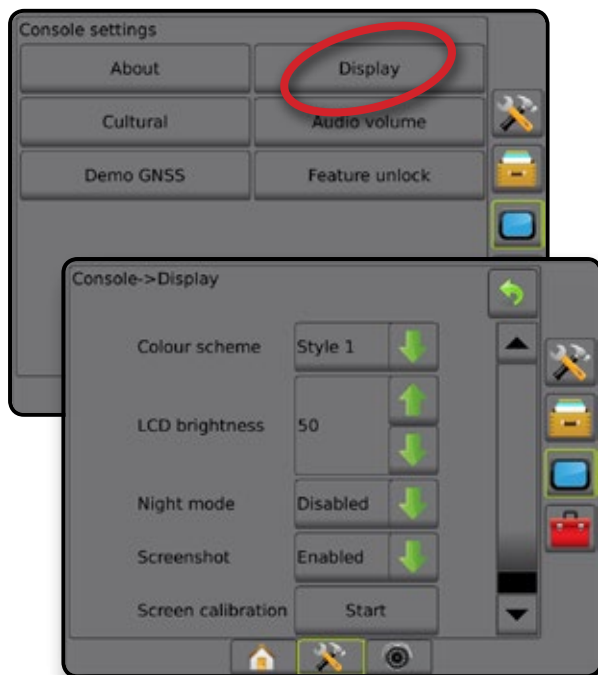 Console settings
About Display
Cultural Audio volume
Demo GNSS Feature unlock
Console->Display
Colour scheme Style 1
LCD brightness 50
Night mode Disabled
Screenshot Enabled
Screen calibration Start